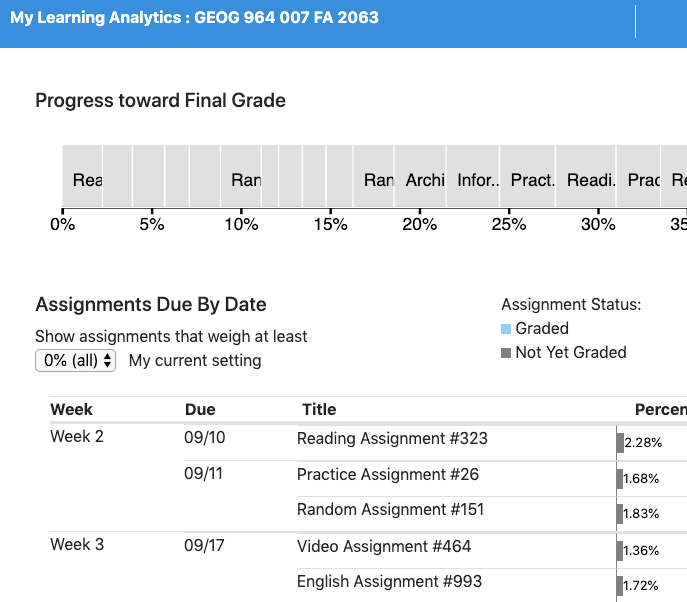 My Learning Analytics : GEOG 964 007 FA 2063
Progress toward Final Grade
Rea Ran Ran Archi Infor.. Pract. Readi. Prac Re
0% 5% 10% 15% 20% 25% 30% 35
Assignments Due By Date
Assignment Status:
Show assignments that weigh at least
Graded
0% (all) My current setting
Not Yet Graded
Week Due Title Percen
Week 2 09/10 Reading Assignment #323 2.28%
09/11 Practice Assignment #26 1.68%
Random Assignment #151 1.83%
Week 3 09/17 Video Assignment #464 1.36%
English Assignment #993 1.72%